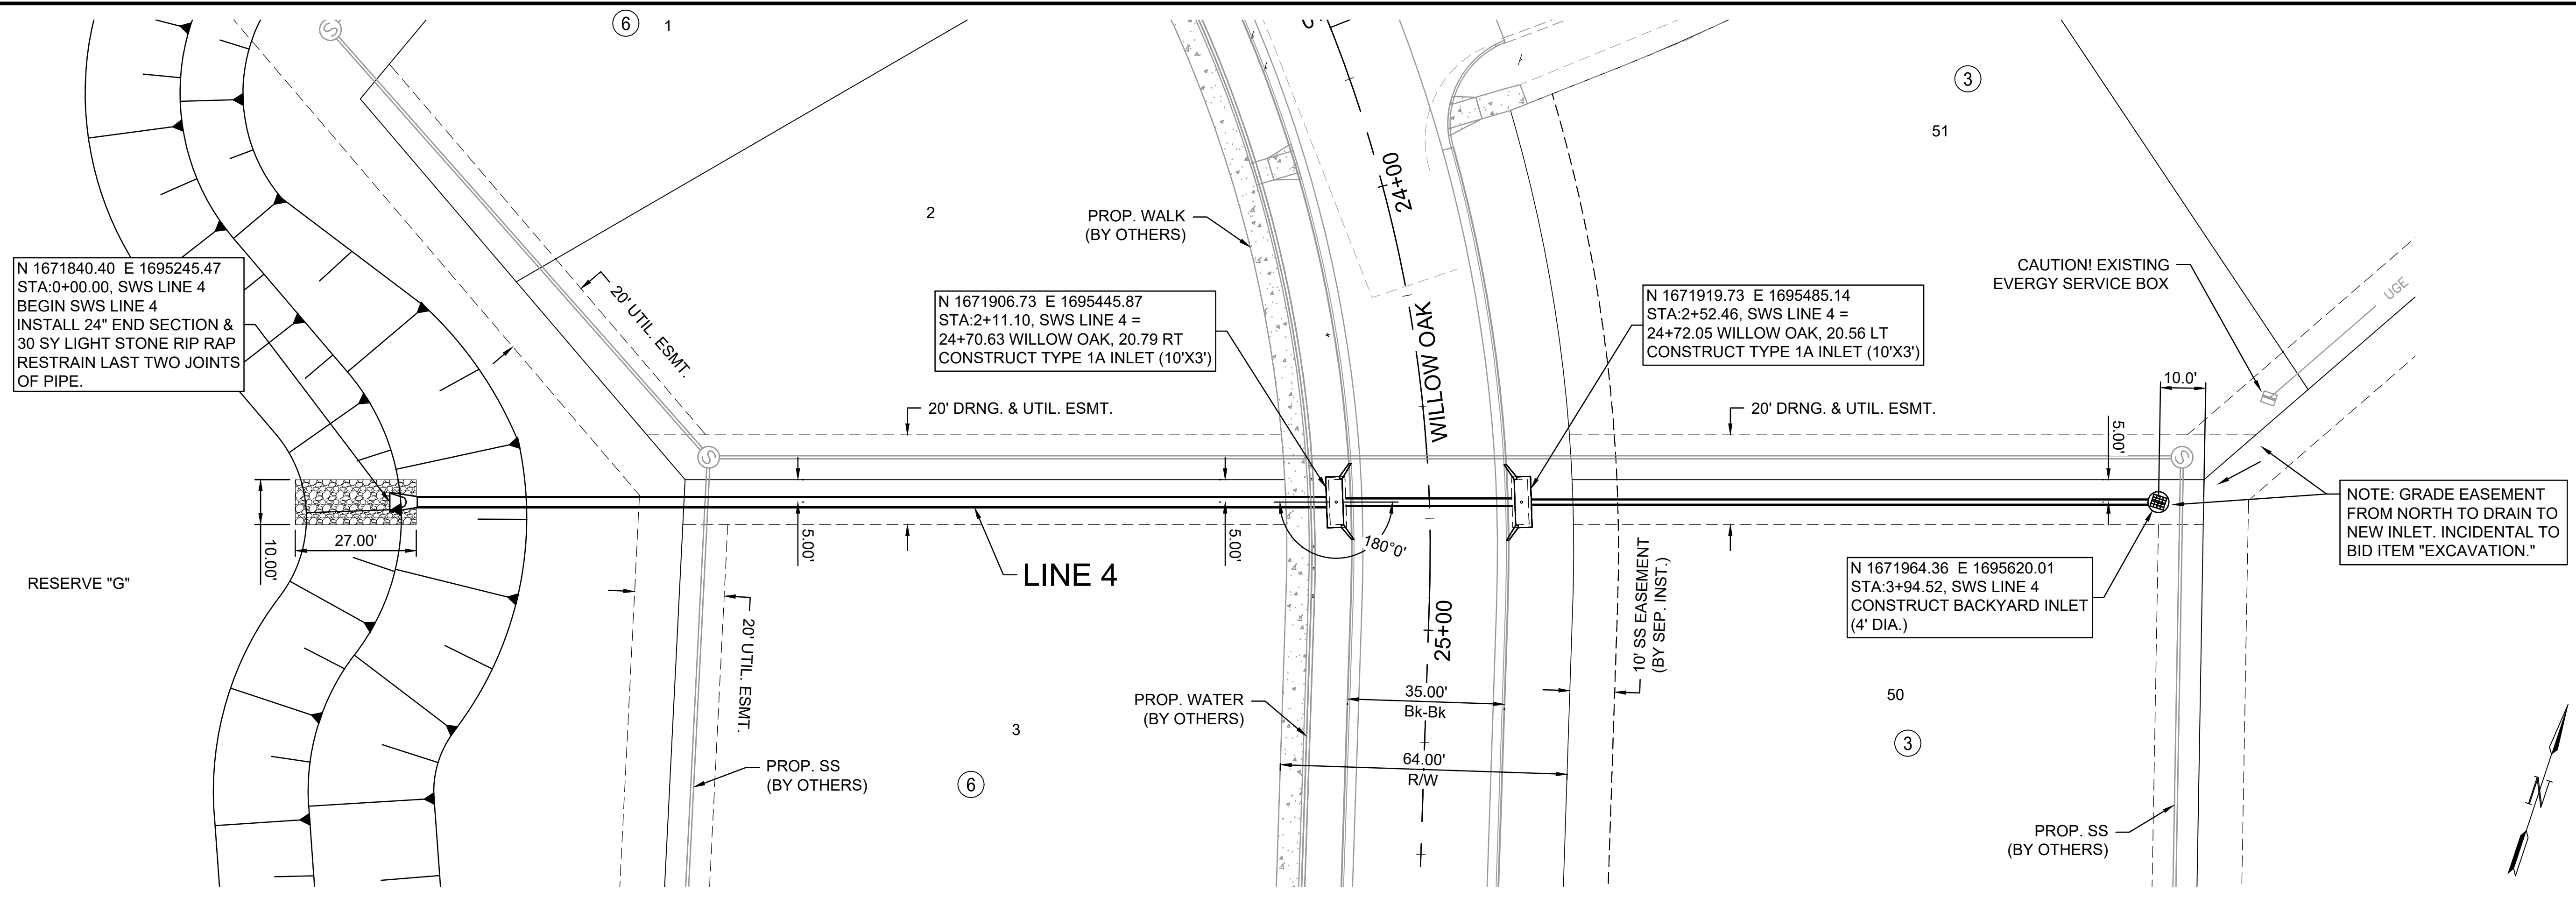 6
1
3
51
2
24+00
PROP. WALK
(BY OTHERS)
N 1671840.40 E 1695245.47
STA:0+00.00, SWS LINE 4
BEGIN SWS LINE 4
INSTALL 24" END SECTION &
30 SY LIGHT STONE RIP RAP
RESTRAIN LAST TWO JOINTS
OF PIPE.
20' UTIL. ESMT.
N 1671906.73 E 1695445.87
STA:2+11.10, SWS LINE 4 =
24+70.63 WILLOW OAK, 20.79 RT
CONSTRUCT TYPE 1A INLET (10'X3')
WILLOW OAK
N 1671919.73 E 1695485.14
STA:2+52.46, SWS LINE 4 =
24+72.05 WILLOW OAK, 20.56 LT
CONSTRUCT TYPE 1A INLET (10'X3')
CAUTION! EXISTING
EVERGY SERVICE BOX
UGE
10.0'
20' DRNG. & UTIL. ESMT.
20' DRNG. & UTIL. ESMT.
5.00'
S
S
S
NOTE: GRADE EASEMENT
FROM NORTH TO DRAIN TO
NEW INLET. INCIDENTAL TO
BID ITEM "EXCAVATION."
27.00'
10.00'
5.00'
5.00'
180°0'
RESERVE "G"
LINE 4
N 1671964.36 E 1695620.01
STA:3+94.52, SWS LINE 4
CONSTRUCT BACKYARD INLET
(4' DIA.)
20' UTIL. ESMT.
25+00
10' SS EASEMENT
(BY SEP. INST.)
35.00'
Bk-Bk
PROP. WATER
(BY OTHERS)
50
3
3
64.00'
R/W
PROP. SS
(BY OTHERS)
6
PROP. SS
(BY OTHERS)
N